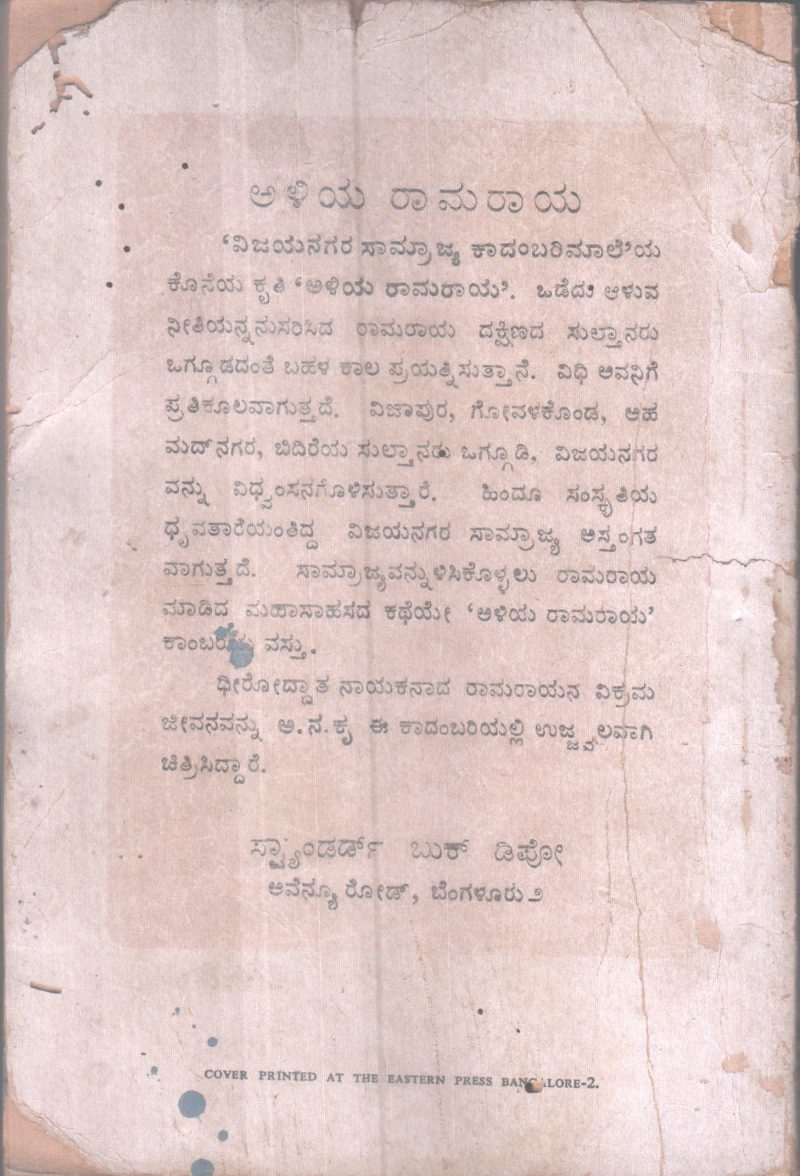 ಅಳಿಯ ರಾಮರಾಯ
‘ವಿಜಯನಗರ ಸಾಮ್ರಾಜ್ಯ ಕಾದಂಬರಿಮಾಲೆ’ಯ
ಕೊನೆಯ ಕೃತಿ ‘ಅಳಿಯ ರಾಮರಾಯ’. ಒಡೆದು ಆಳುವ
ನೀತಿಯನ್ನನುಸರಿಸಿದ ರಾಮರಾಯ ದಕ್ಷಿಣದ ಸುಲ್ತಾನರು
ಒಗ್ಗೂಡದಂತೆ ಬಹಳ ಕಾಲ ಪ್ರಯತ್ನಿಸುತ್ತಾನೆ. ವಿಧಿ ಅವನಿಗೆ
ಪ್ರತಿಕೂಲವಾಗುತ್ತದೆ. ವಿಜಾಪುರ, ಗೋವಳಕೊಂಡ, ಅಹ
ಮದ್‌ನಗರ, ಬಿದಿರೆಯ ಸುಲ್ತಾನರು ಒಗ್ಗೂಡಿ, ವಿಜಯನಗರ
ವನ್ನು ವಿಧ್ವಂಸನಗೊಳಿಸುತ್ತಾರೆ. ಹಿಂದೂ ಸಂಸ್ಕೃತಿಯ
ಧೃವತಾರೆಯಂತಿದ್ದ ವಿಜಯನಗರ ಸಾಮ್ರಾಜ್ಯ ಅಸ್ತಂಗತ
ವಾಗುತ್ತದೆ. ಸಾಮ್ರಾಜ್ಯವನ್ನುಳಿಸಿಕೊಳ್ಳಲು ರಾಮರಾಯ
ಮಾಡಿದ ಮಹಾಸಾಹಸದ ಕಥೆಯೇ ‘ಅಳಿಯ ರಾಮರಾಯ’
ವಸ್ತು.
ಧೀರೋದ್ಧಾತ ನಾಯಕನಾದ ರಾಮರಾಯನ ವಿಕ್ರಮ
ಜೀವನವನ್ನು ಅ.ನ.ಕೃ ಈ ಕಾದಂಬರಿಯಲ್ಲಿ ಉಜ್ಜ್ವಲವಾಗಿ
ಚಿತ್ರಿಸಿದ್ದಾರೆ.
ಸ್ಟ್ಯಾಂಡರ್ಡ್ ಬುಕ್ ಡಿಪೋ
ಅವೆನ್ಯೂ ರೋಡ್, ಬೆಂಗಳೂರು ೨
COVER PRINTED AT THE EASTERN PRESS BANGALORE-2.